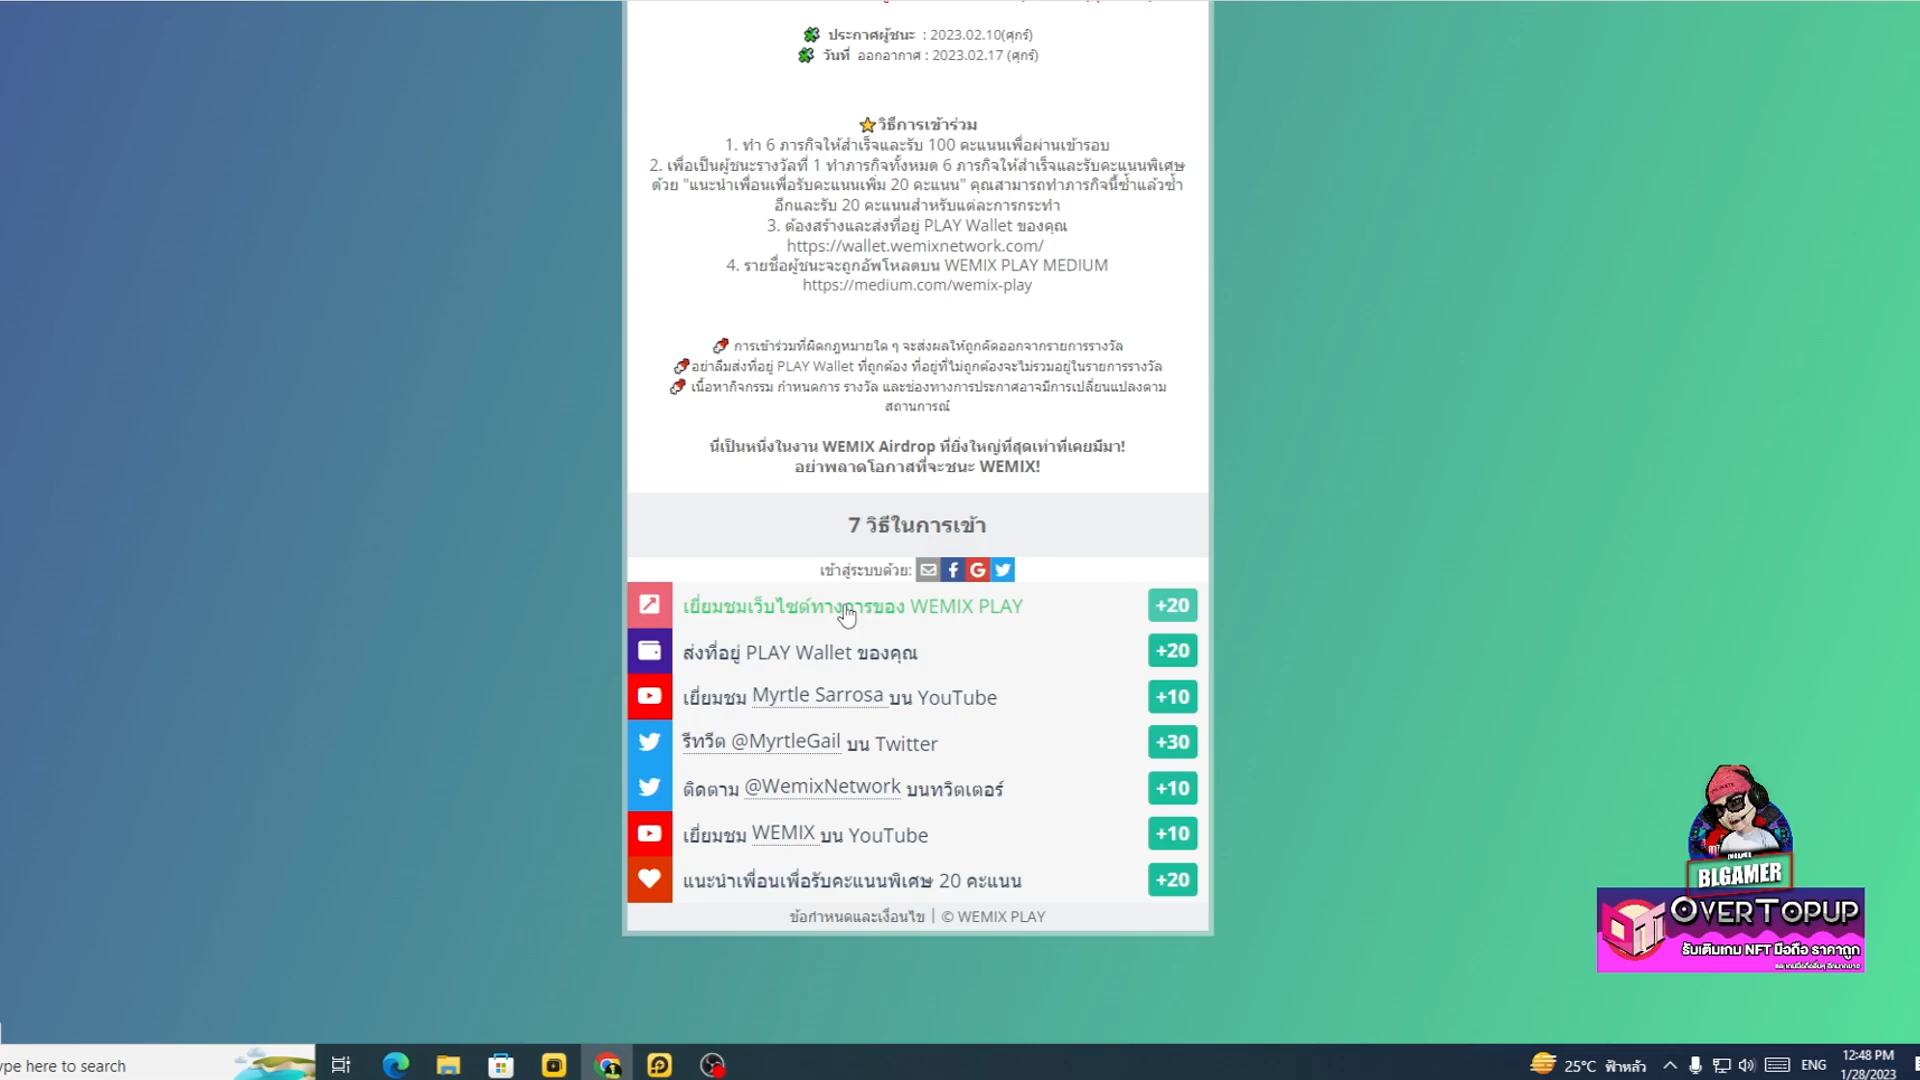 ประกาศผู้ชนะ : 2023.02.10(ศุกร์)
วันที่ ออกอากาศ : 2023.02.17 (ศุกร์)
วิธีการเข้าร่วม
1. ทำ 6 ภารกิจให้สำเร็จและรับ 100 คะแนนเพื่อผ่านเข้ารอบ
2. เพื่อเป็นผู้ชนะรางวัลที่ 1 ทำภารกิจทั้งหมด 6 ภารกิจให้สำเร็จและรับคะแนนพิเศษ
ด้วย "แนะนำเพื่อนเพื่อรับคะแนนเพิ่ม 20 คะแนน" คุณสามารถทำภารกิจนี้ซ้ำแล้วซ้ำ
อีกและรับ 20 คะแนนสำหรับแต่ละการกระทำ
3. ต้องสร้างและส่งที่อยู่ PLAY Wallet ของคุณ
https://wallet.wemixnetwork.com/
4. รายชื่อผู้ชนะจะถูกอัพโหลดบน WEMIX PLAY MEDIUM
https://medium.com/wemix-play
การเข้าร่วมที่ผิดกฎหมายใด ๆ จะส่งผลให้ถูกคัดออกจากรายการรางวัล
อย่าลืมส่งที่อยู่ PLAY Wallet ที่ถูกต้อง ที่อยู่ที่ไม่ถูกต้องจะไม่รวมอยู่ในรายการรางวัล
เนื้อหากิจกรรม กำหนดการ รางวัล และช่องทางการประกาศอาจมีการเปลี่ยนแปลงตาม
สถานการณ์
นี่เป็นหนึ่งในงาน WEMIX Airdrop ที่ยิ่งใหญ่ที่สุดเท่าที่เคยมีมา!
อย่าพลาดโอกาสที่จะชนะ WEMIX!
7 วิธีในการเข้า
เข้าสู่ระบบด้วย:
เยี่ยมชมเว็บไซต์ทางการของ WEMIX PLAY +20
ส่งที่อยู่ PLAY Wallet ของคุณ +20
เยี่ยมชม Myrtle Sarrosa บน YouTube +10
รีทวีต @MyrtleGail บน Twitter +30
ติดตาม @WemixNetwork บนทวิตเตอร์ +10
เยี่ยมชม WEMIX บน YouTube +10
แนะนำเพื่อนเพื่อรับคะแนนพิเศษ 20 คะแนน +20
ข้อกำหนดและเงื่อนไข | © WEMIX PLAY
BLGAMER
OVERTOPUP
รับเติมเกม NFT มือถือ ราคาถูก
ype here to search
25°C ฟ้าหลัว
ENG
12:48 PM
1/28/2023